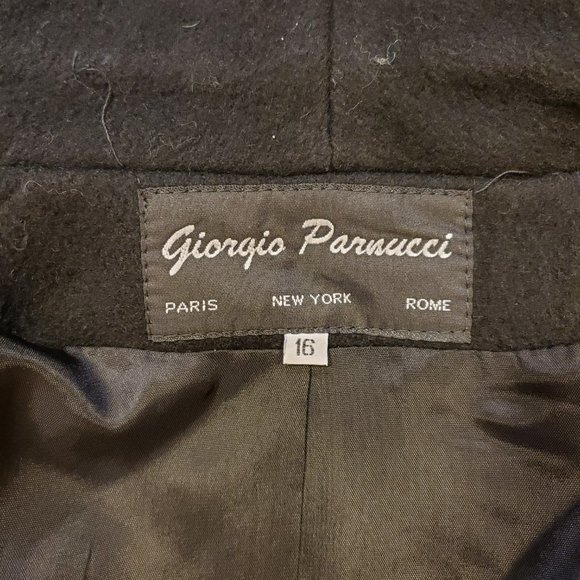 Giorgio Parnucci
PARIS NEW YORK ROME
16